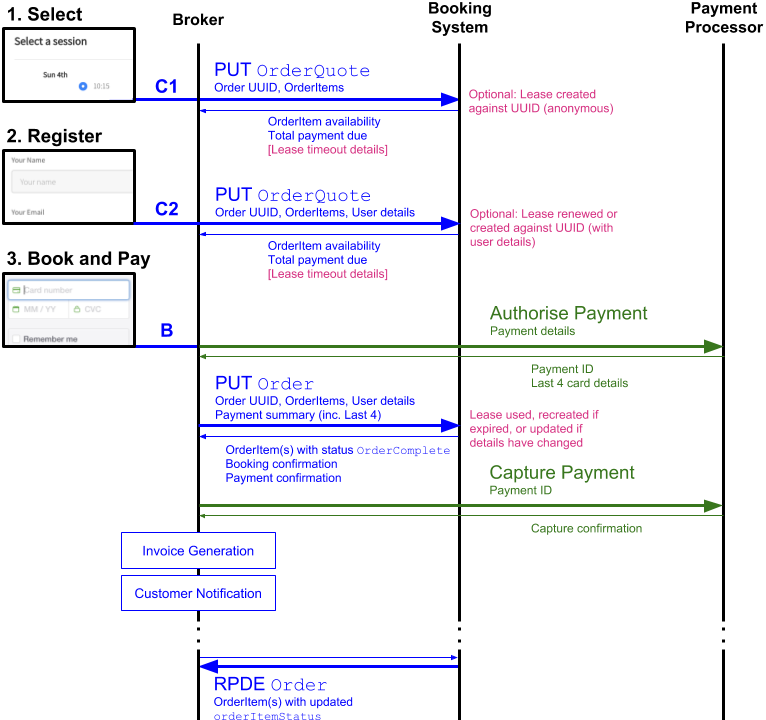 1. Select
Broker
Booking
System
Payment
Processor
Select a session
Sun 4th
10:15
C1
PUT OrderQuote
Order UUID, OrderItems
OrderItem availability
Total payment due
[Lease timeout details]
Optional: Lease created
against UUID (anonymous)
2. Register
Your Name
Your name
Your Email
C2
PUT OrderQuote
Order UUID, OrderItems, User details
OrderItem availability
Total payment due
[Lease timeout details]
Optional: Lease renewed or
created against UUID (with
user details)
3. Book and Pay
Card number
MM / YY
CVC
Remember me
B
Authorise Payment
Payment details
Payment ID
Last 4 card details
PUT Order
Order UUID, OrderItems, User details
Payment summary (inc. Last 4)
Lease used, recreated if
expired, or updated if
details have changed
OrderItem(s) with status OrderComplete
Booking confirmation
Payment confirmation
Capture Payment
Payment ID
Capture confirmation
Invoice Generation
Customer Notification
RPDE Order
OrderItem(s) with updated
orderItemStatus